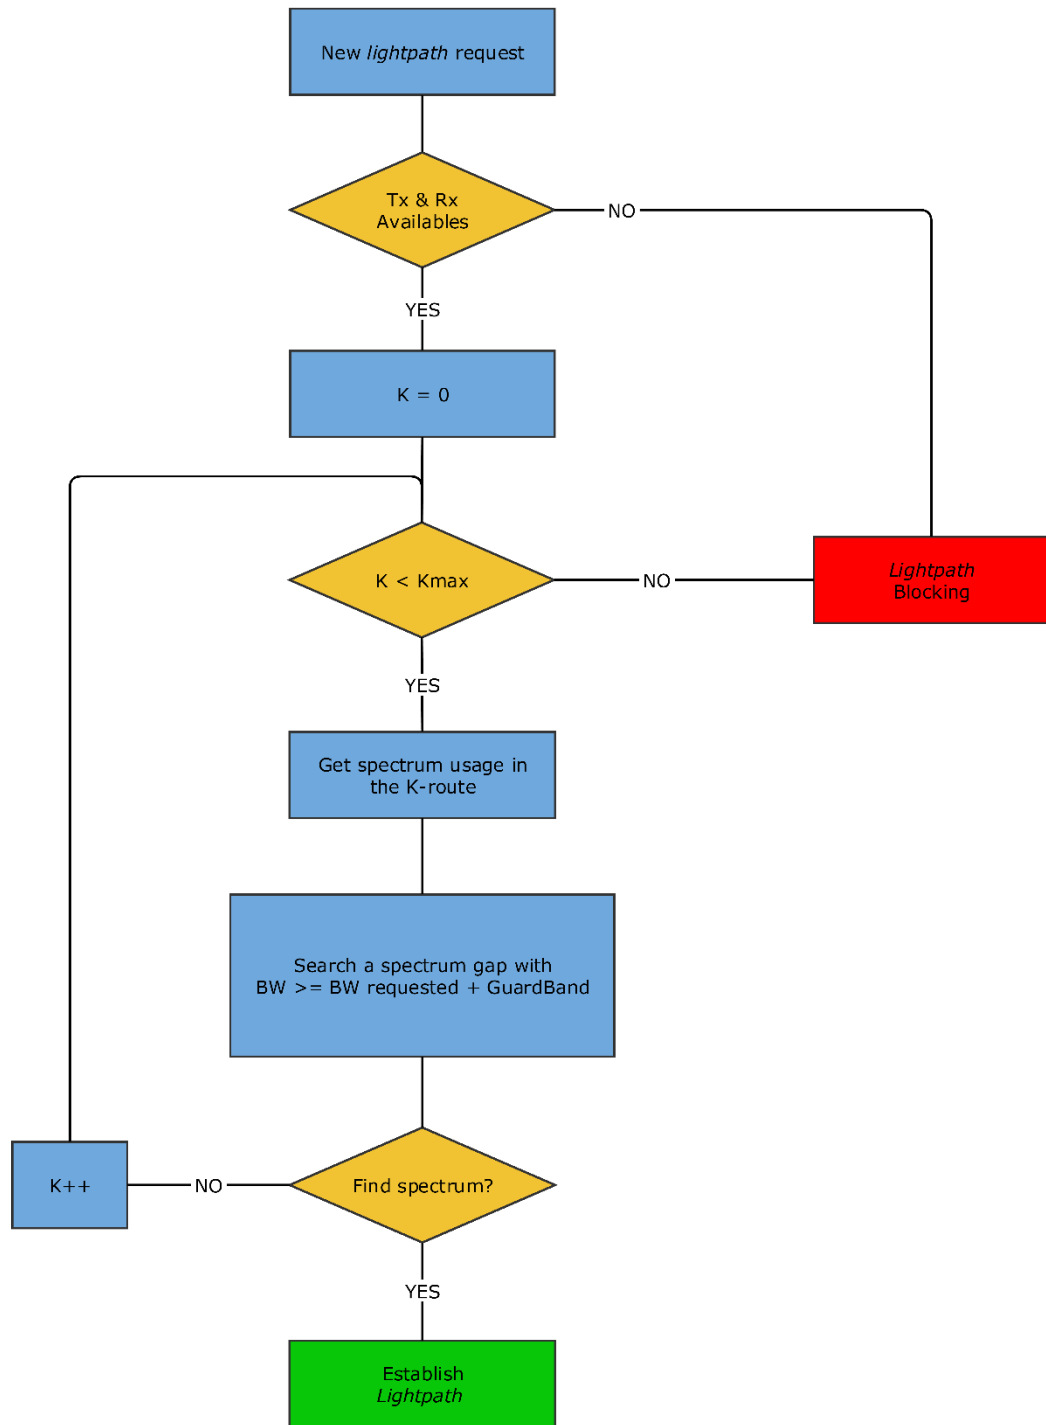 New lightpath request
Tx & Rx
Availables
NO
YES
K = 0
K < Kmax
NO
Lightpath
Blocking
YES
Get spectrum usage in
the K-route
Search a spectrum gap with
BW >= BW requested + GuardBand
K++
NO
Find spectrum?
YES
Establish
Lightpath